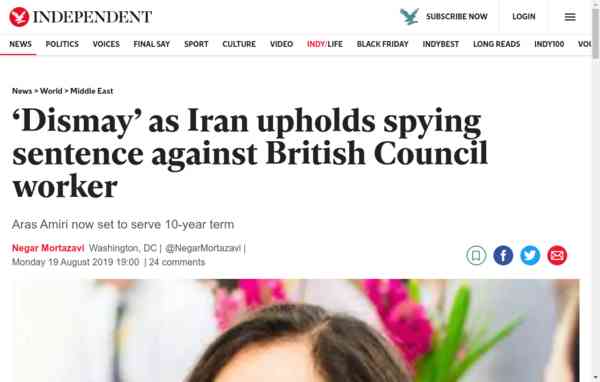 INDEPENDENT
SUBSCRIBE NOW
LOGIN
NEWS POLITICS VOICES FINAL SAY SPORT CULTURE VIDEO INDY/LIFE BLACK FRIDAY INDYBEST LONG READS INDY100 VOU
News > World > Middle East
‘Dismay’ as Iran upholds spying
sentence against British Council
worker
Aras Amiri now set to serve 10-year term
Negar Mortazavi Washington, DC | @NegarMortazavi |
Monday 19 August 2019 19:00 | 24 comments